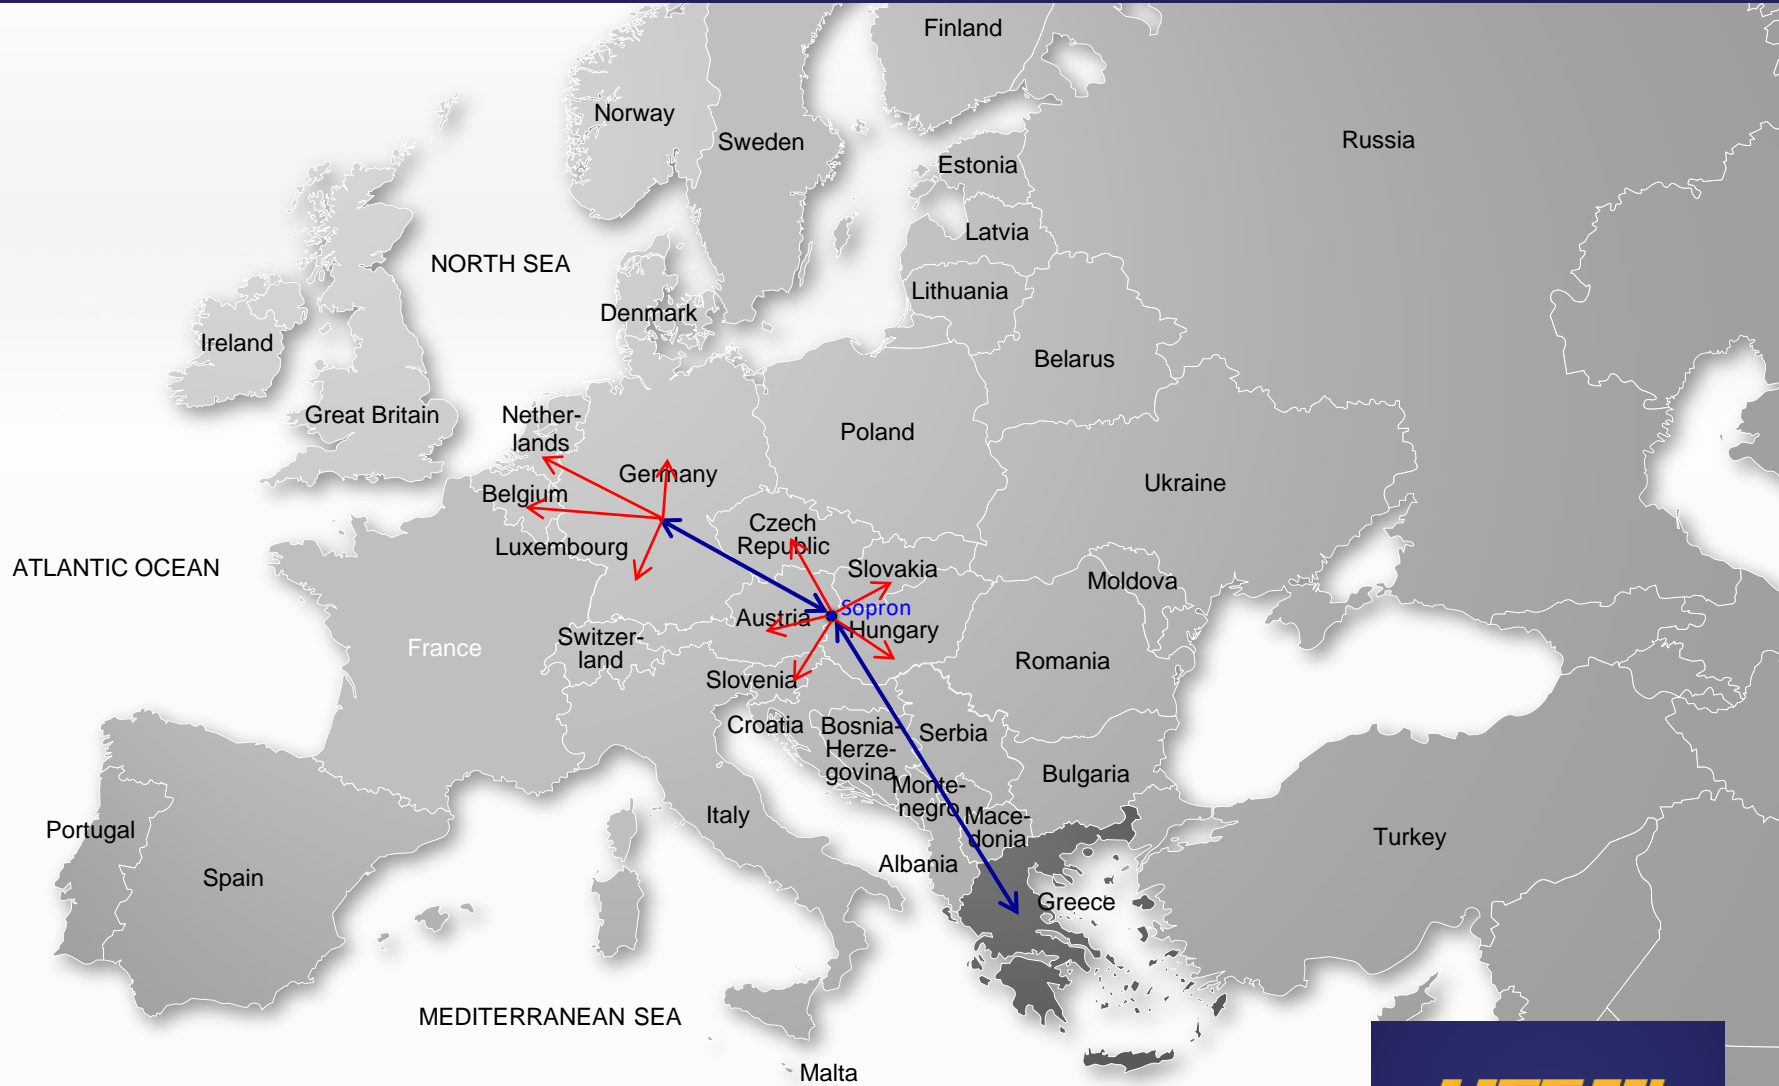 Finland
Norway
Sweden
Russia
Estonia
Latvia
NORTH SEA
Lithuania
Denmark
Ireland
Belarus
Great Britain
Nether-
lands
Poland
Germany
Ukraine
Belgium
Czech
Republic
Luxembourg
ATLANTIC OCEAN
Slovakia
Moldova
Sopron
Austria
Hungary
France
Switzer-
land
Romania
Slovenia
Croatia
Bosnia-
Herze-
govina
Serbia
Bulgaria
Monte-
negro
Mace-
donia
Italy
Portugal
Turkey
Albania
Spain
Greece
MEDITERRANEAN SEA
Malta